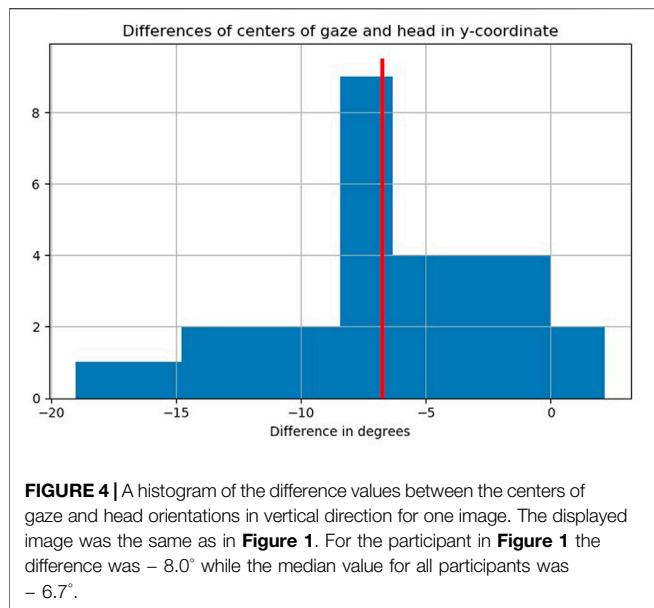 Differences of centers of gaze and head in y-coordinate
8
6
4
2
0
−20 −15 −10 −5 0
Difference in degrees
FIGURE 4 | A histogram of the difference values between the centers of
gaze and head orientations in vertical direction for one image. The displayed
image was the same as in Figure 1. For the participant in Figure 1 the
difference was − 8.0° while the median value for all participants was
− 6.7°.